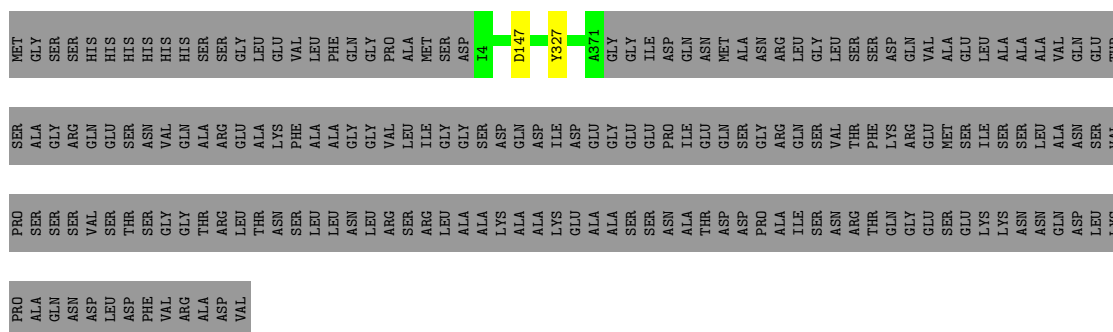 MET GLY SER SER HIS HIS HIS HIS HIS HIS SER SER GLY LEU GLU VAL LEU PHE GLN GLY PRO ALA MET SER ASP I4 D147 Y327 A371 GLY GLY ILE ASP GLN ASN MET ALA ASN ARG LEU GLY LEU SER SER ASP GLN VAL ALA GLU LEU ALA ALA ALA VAL GLN GLU THR
SER ALA GLY ARG GLN GLU SER ASN VAL GLN ALA ARG GLU ALA LYS PHE ALA ALA GLY GLY VAL LEU ILE GLY GLY SER ASP GLN ASP ILE ASP GLU GLY GLU GLU PRO ILE GLU GLN SER GLY ARG GLN SER VAL THR PHE LYS ARG GLU MET SER ILE SER SER LEU ALA ASN SER VAL
PRO SER SER SER VAL SER THR SER GLY GLY THR ARG LEU THR ASN SER LEU LEU ASN LEU ARG SER ARG LEU ALA ALA LYS ALA ALA LYS GLU ALA ALA SER SER ASN ALA THR ASP ASP PRO ALA ILE SER ASN ARG THR GLN GLY GLU SER GLU LYS LYS ASN ASN GLN ASP LEU LYS
PRO ALA GLN ASN ASP LEU ASP PHE VAL ARG ALA ASP VAL